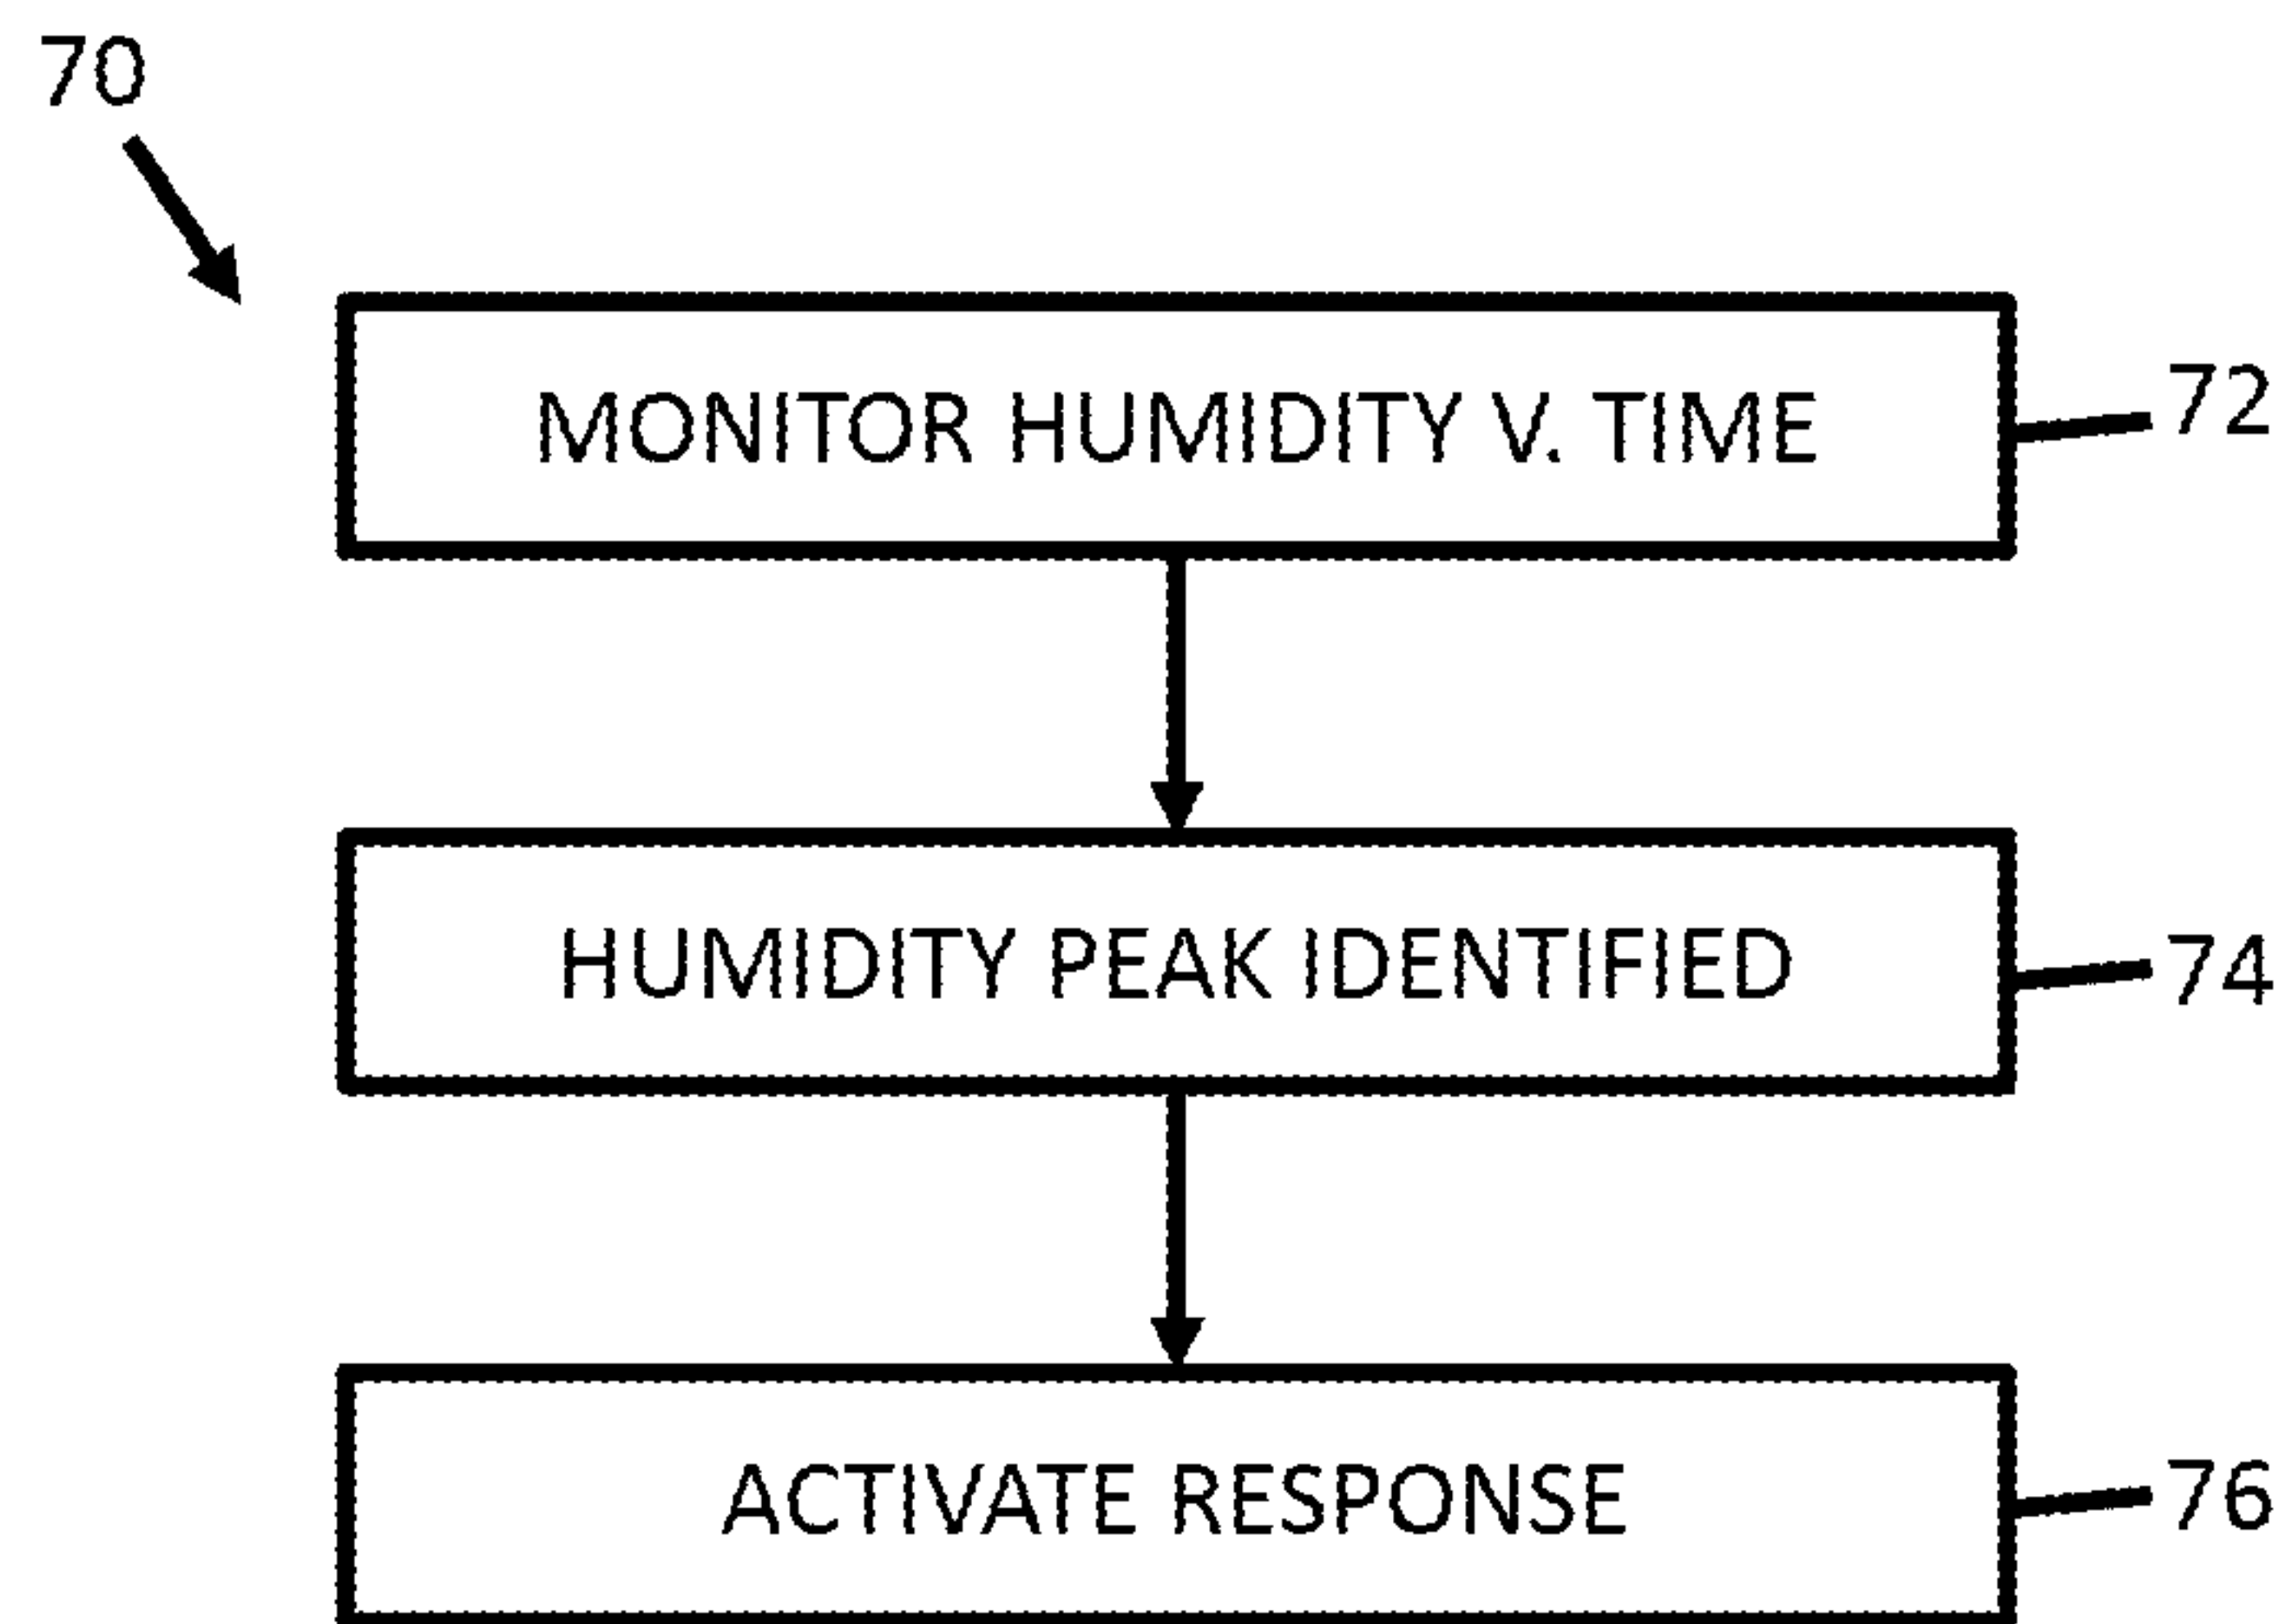 70
MONITOR HUMIDITY V. TIME
72
HUMIDITY PEAK IDENTIFIED
74
ACTIVATE RESPONSE
76